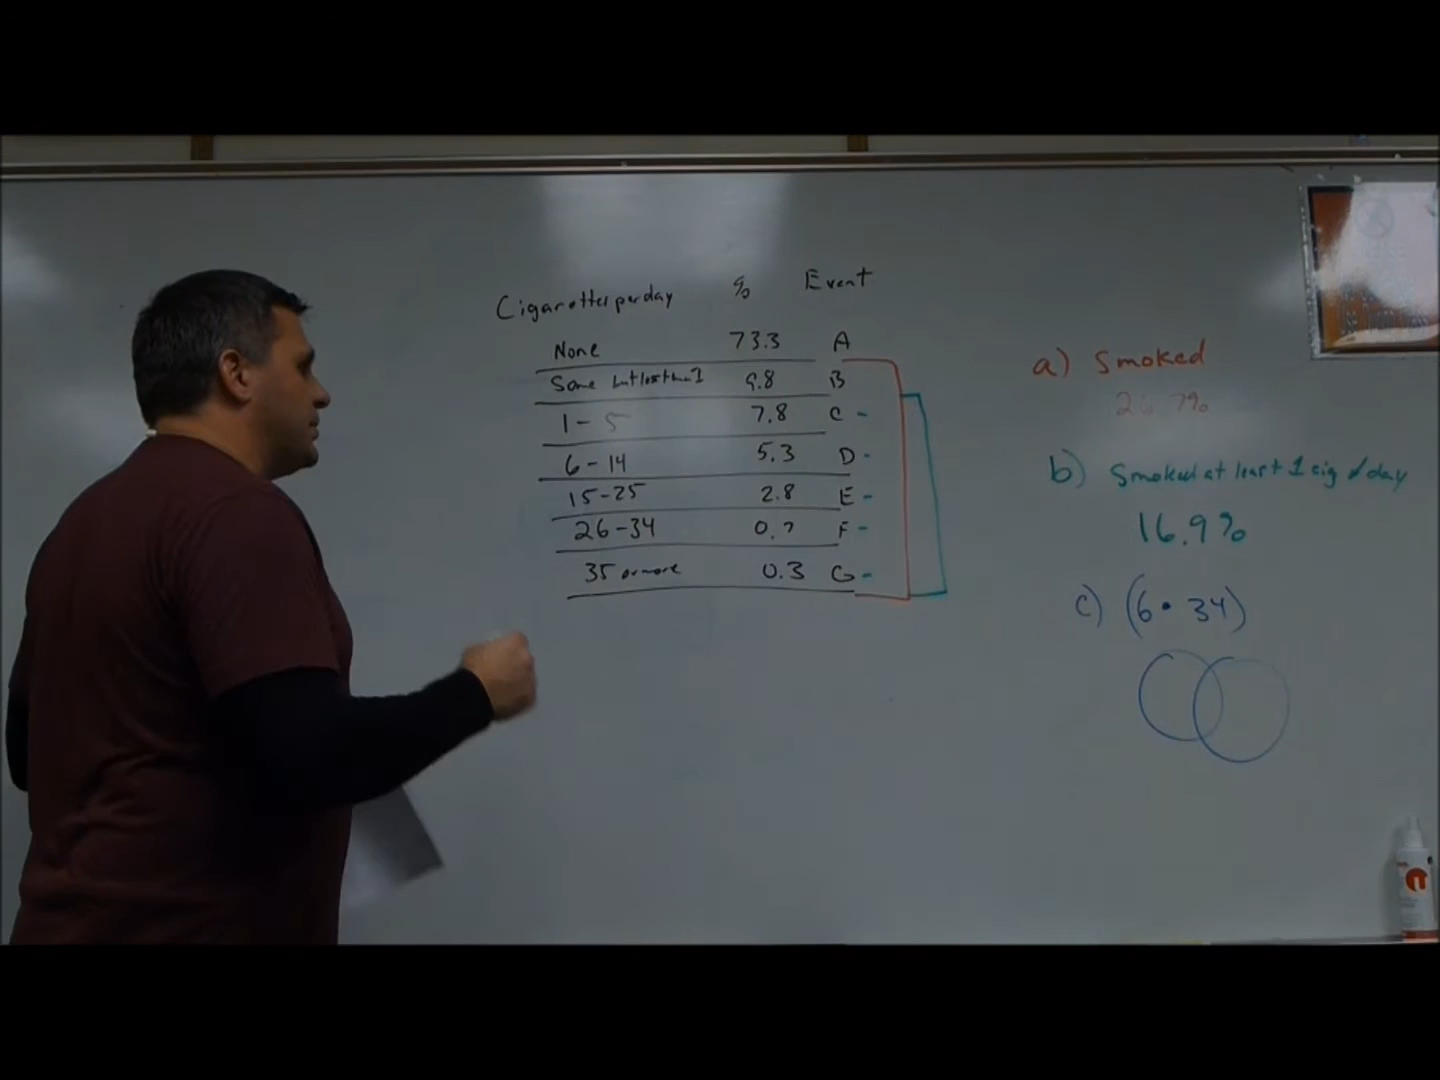 Cigarettes per day % Event
None 73.3 A
Some but less than 1 9.8 B
1-5 7.8 C -
6-14 5.3 D -
15-25 2.8 E -
26-34 0.7 F -
35 or more 0.3 G -
a) Smoked
26.7%
b) Smoked at least 1 cig / day
16.9%
c) (6 • 34)